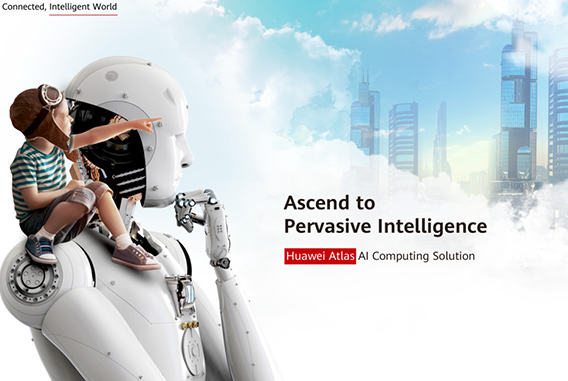 Connected, Intelligent World
Ascend to
Pervasive Intelligence
Huawei Atlas AI Computing Solution